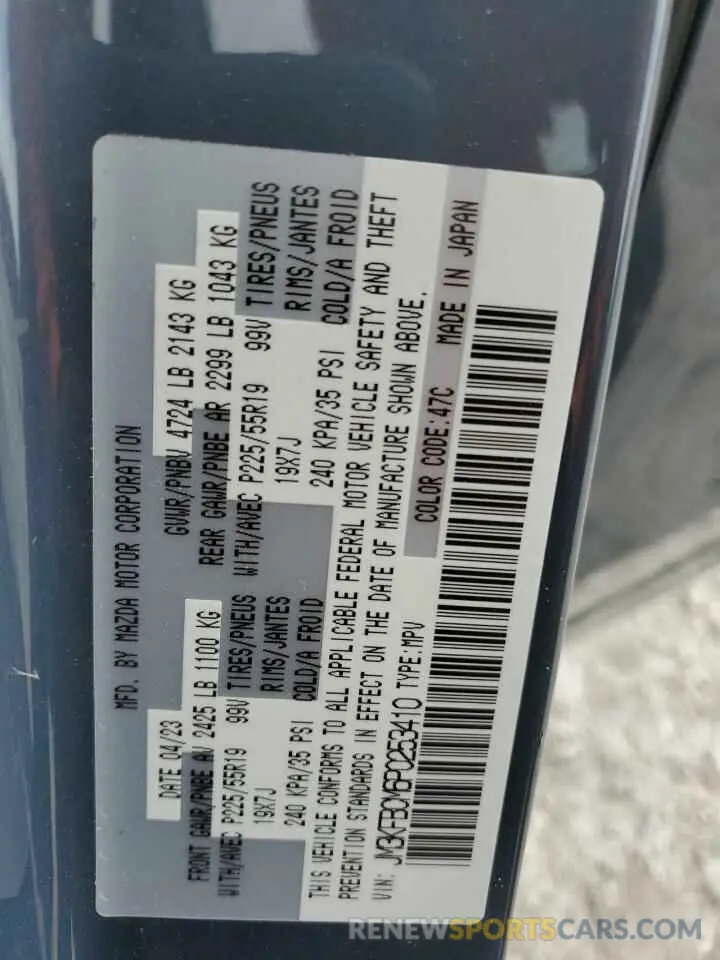 MFD. BY MAZDA MOTOR CORPORATION
DATE 04/23 GVWR/PNBV 4724 LB 2143 KG
FRONT GAWR/PNBE AV 2425 LB 1100 KG REAR GAWR/PNBE AR 2299 LB 1043 KG
WITH/AVEC P225/55R19 99V TIRES/PNEUS WITH/AVEC P225/55R19 99V TIRES/PNEUS
19X7J RIMS/JANTES 19X7J RIMS/JANTES
240 KPA/35 PSI COLD/A FROID 240 KPA/35 PSI COLD/A FROID
THIS VEHICLE CONFORMS TO ALL APPLICABLE FEDERAL MOTOR VEHICLE SAFETY AND THEFT
PREVENTION STANDARDS IN EFFECT ON THE DATE OF MANUFACTURE SHOWN ABOVE.
VIN: JM3KFBCM6P0253410 TYPE:MPV COLOR CODE:47C MADE IN JAPAN
RENEWSPORTSCARS.COM